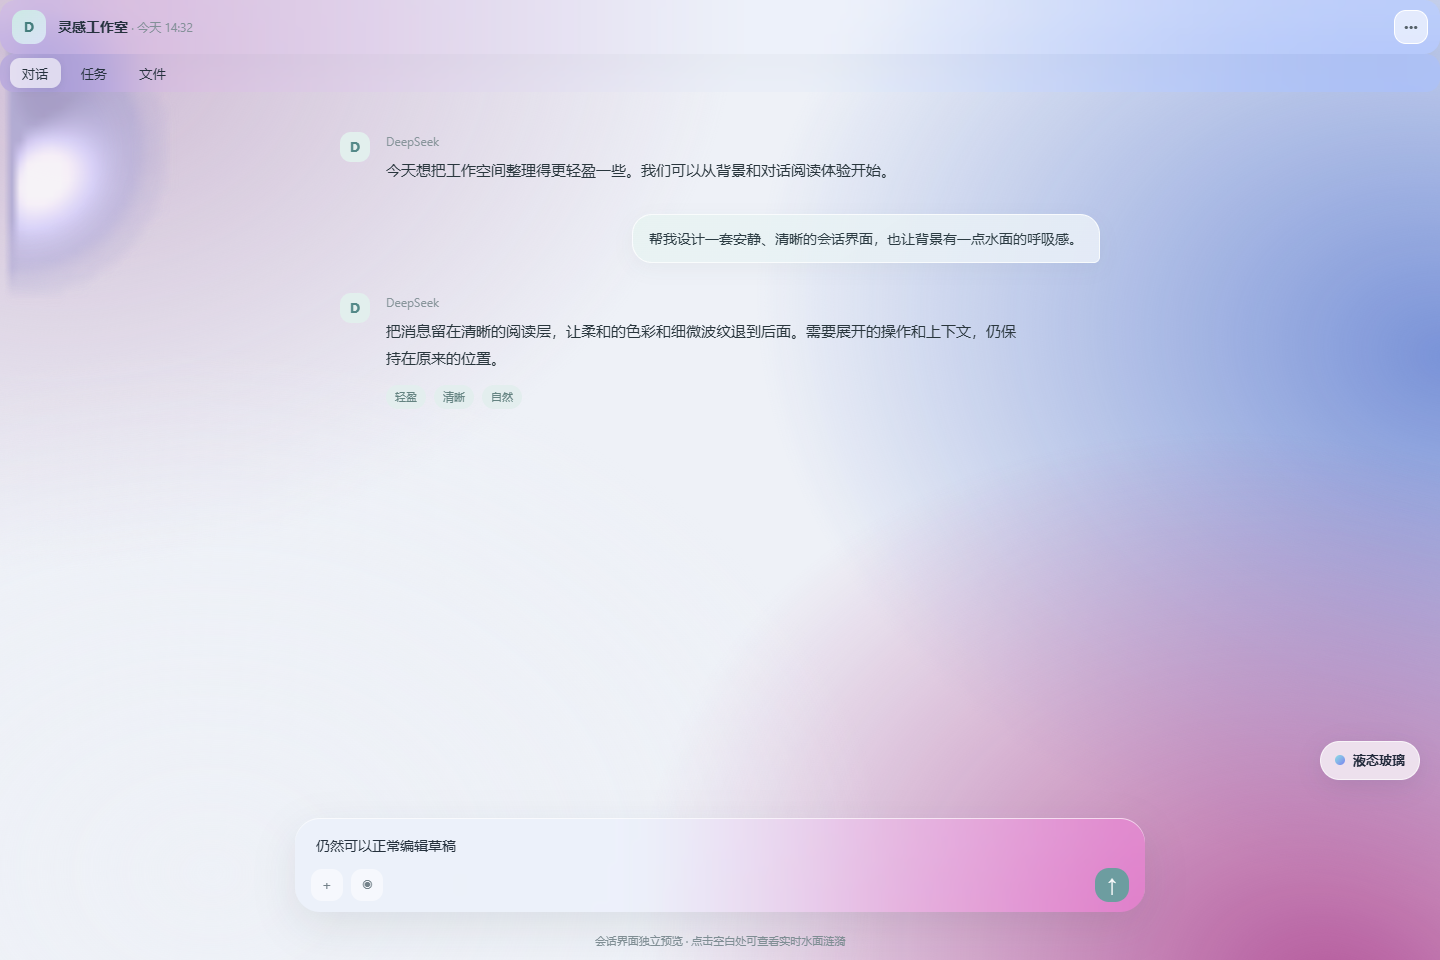 D 灵感工作室 · 今天 14:32 •••
对话 任务 文件
D DeepSeek
今天想把工作空间整理得更轻盈一些。我们可以从背景和对话阅读体验开始。
帮我设计一套安静、清晰的会话界面，也让背景有一点水面的呼吸感。
D DeepSeek
把消息留在清晰的阅读层，让柔和的色彩和细微波纹退到后面。需要展开的操作和上下文，仍保
持在原来的位置。
轻盈 清晰 自然
液态玻璃
仍然可以正常编辑草稿
+ ◉ ↑
会话界面独立预览 · 点击空白处可查看实时水面涟漪